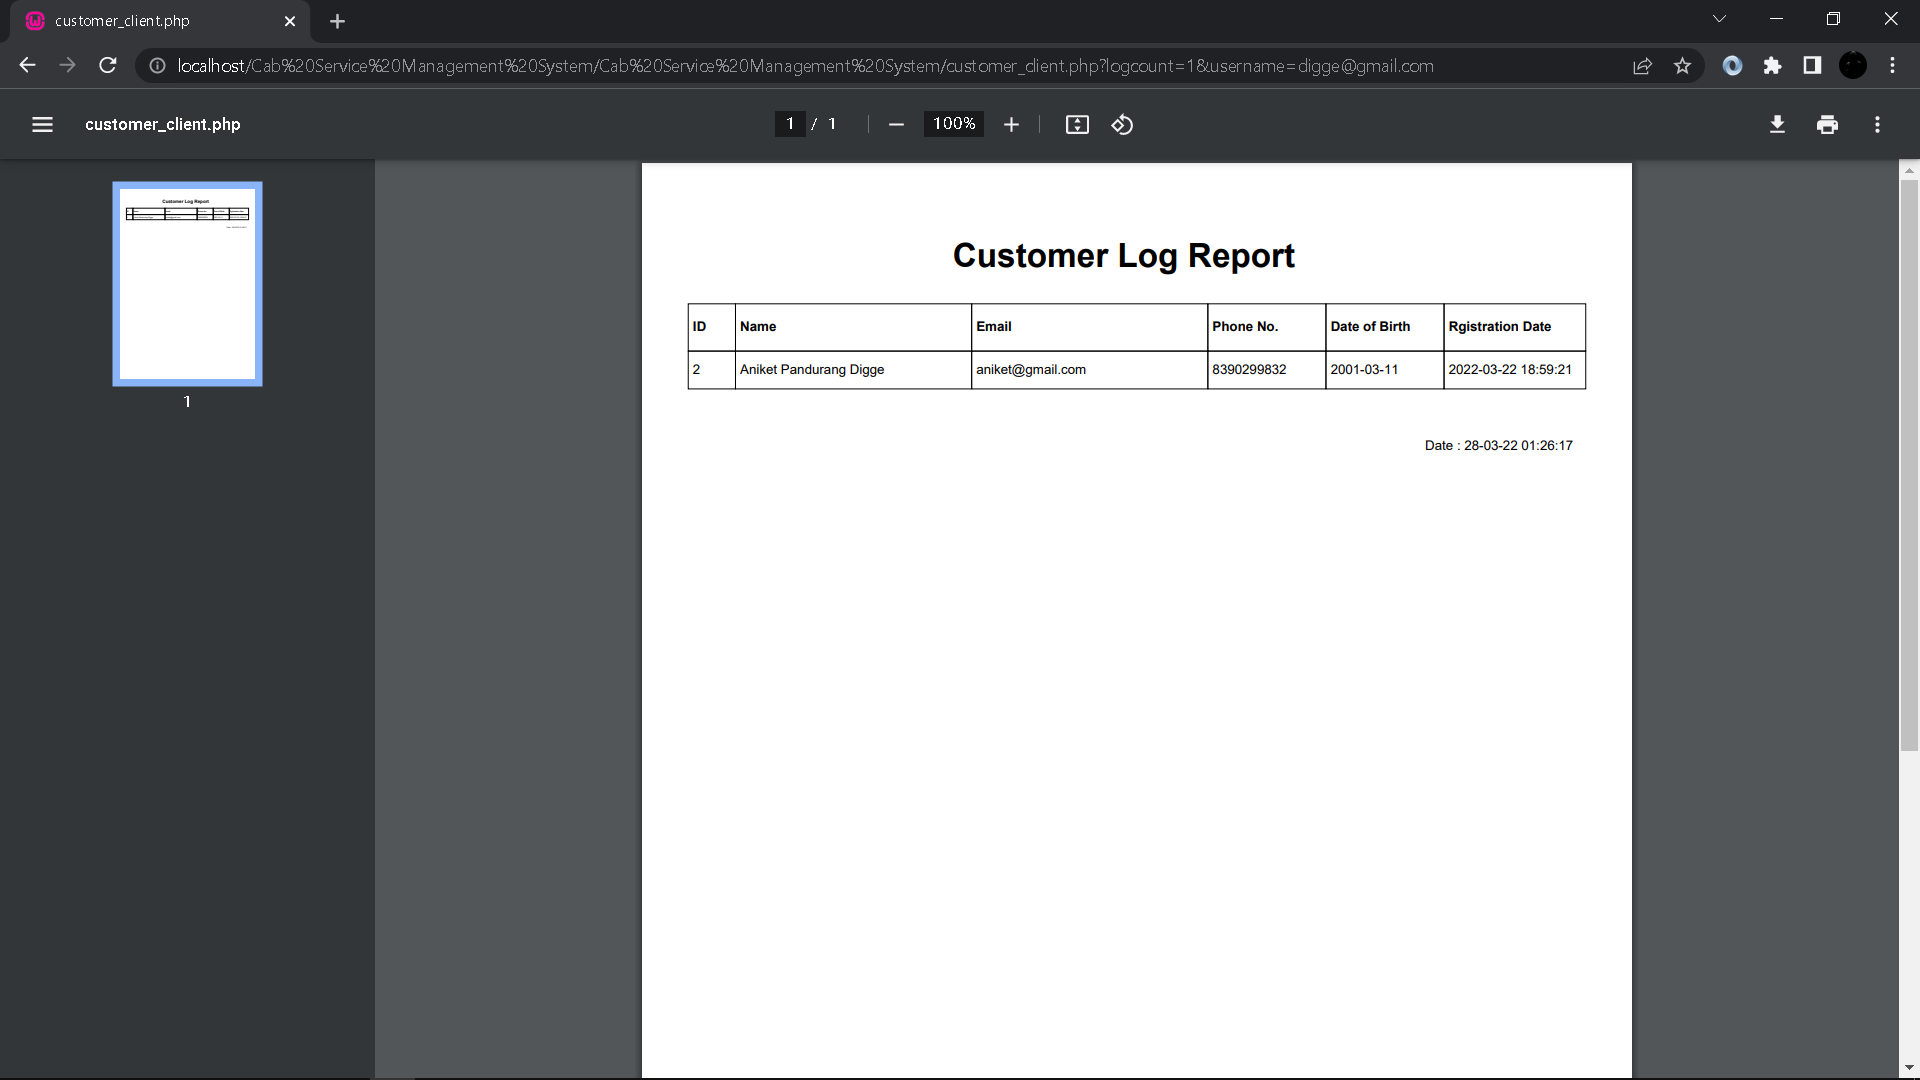 customer_client.php
localhost/Cab%20Service%20Management%20System/Cab%20Service%20Management%20System/customer_client.php?logcount=1&username=digge@gmail.com
customer_client.php 1 / 1 100%
Customer Log Report
1
Customer Log Report
ID Name Email Phone No. Date of Birth Rgistration Date
2 Aniket Pandurang Digge aniket@gmail.com 8390299832 2001-03-11 2022-03-22 18:59:21
Date : 28-03-22 01:26:17